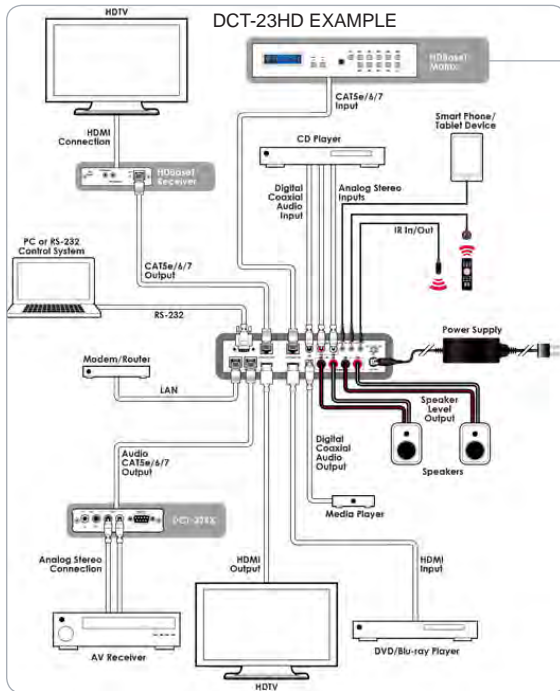 DCT-23HD EXAMPLE
HDTV
HDBaseT
Matrix
CAT5e/6/7
Input
HDMI
Connection
CD Player
Smart Phone/
Tablet Device
HDBaseT
Receiver
Digital
Coaxial
Audio
Input
Analog Stereo
Inputs
IR In/Out
PC or RS-232
Control System
CAT5e/6/7
Output
RS-232
Power Supply
Modem/Router
LAN
Speaker
Level
Output
Audio
CAT5e/6/7
Output
Digital
Coaxial
Audio
Output
Speakers
Media Player
Analog Stereo
Connection
HDMI
Output
HDMI
Input
AV Receiver
HDTV
DVD/Blu-ray Player